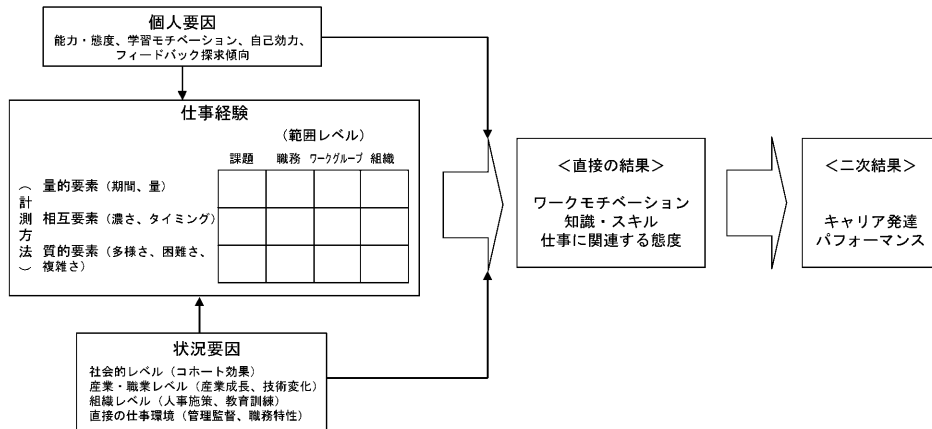 個人要因
能力・態度、学習モチベーション、自己効力、
フィードバック探求傾向
仕事経験
(範囲レベル)
課題 職務 ワークグループ 組織
(計測方法)
量的要素(期間、量)
相互要素(濃さ、タイミング)
質的要素(多様さ、困難さ、
複雑さ)
状況要因
社会的レベル(コホート効果)
産業・職業レベル(産業成長、技術変化)
組織レベル(人事施策、教育訓練)
直接の仕事環境(管理監督、職務特性)
<直接の結果>
ワークモチベーション
知識・スキル
仕事に関連する態度
<二次結果>
キャリア発達
パフォーマンス